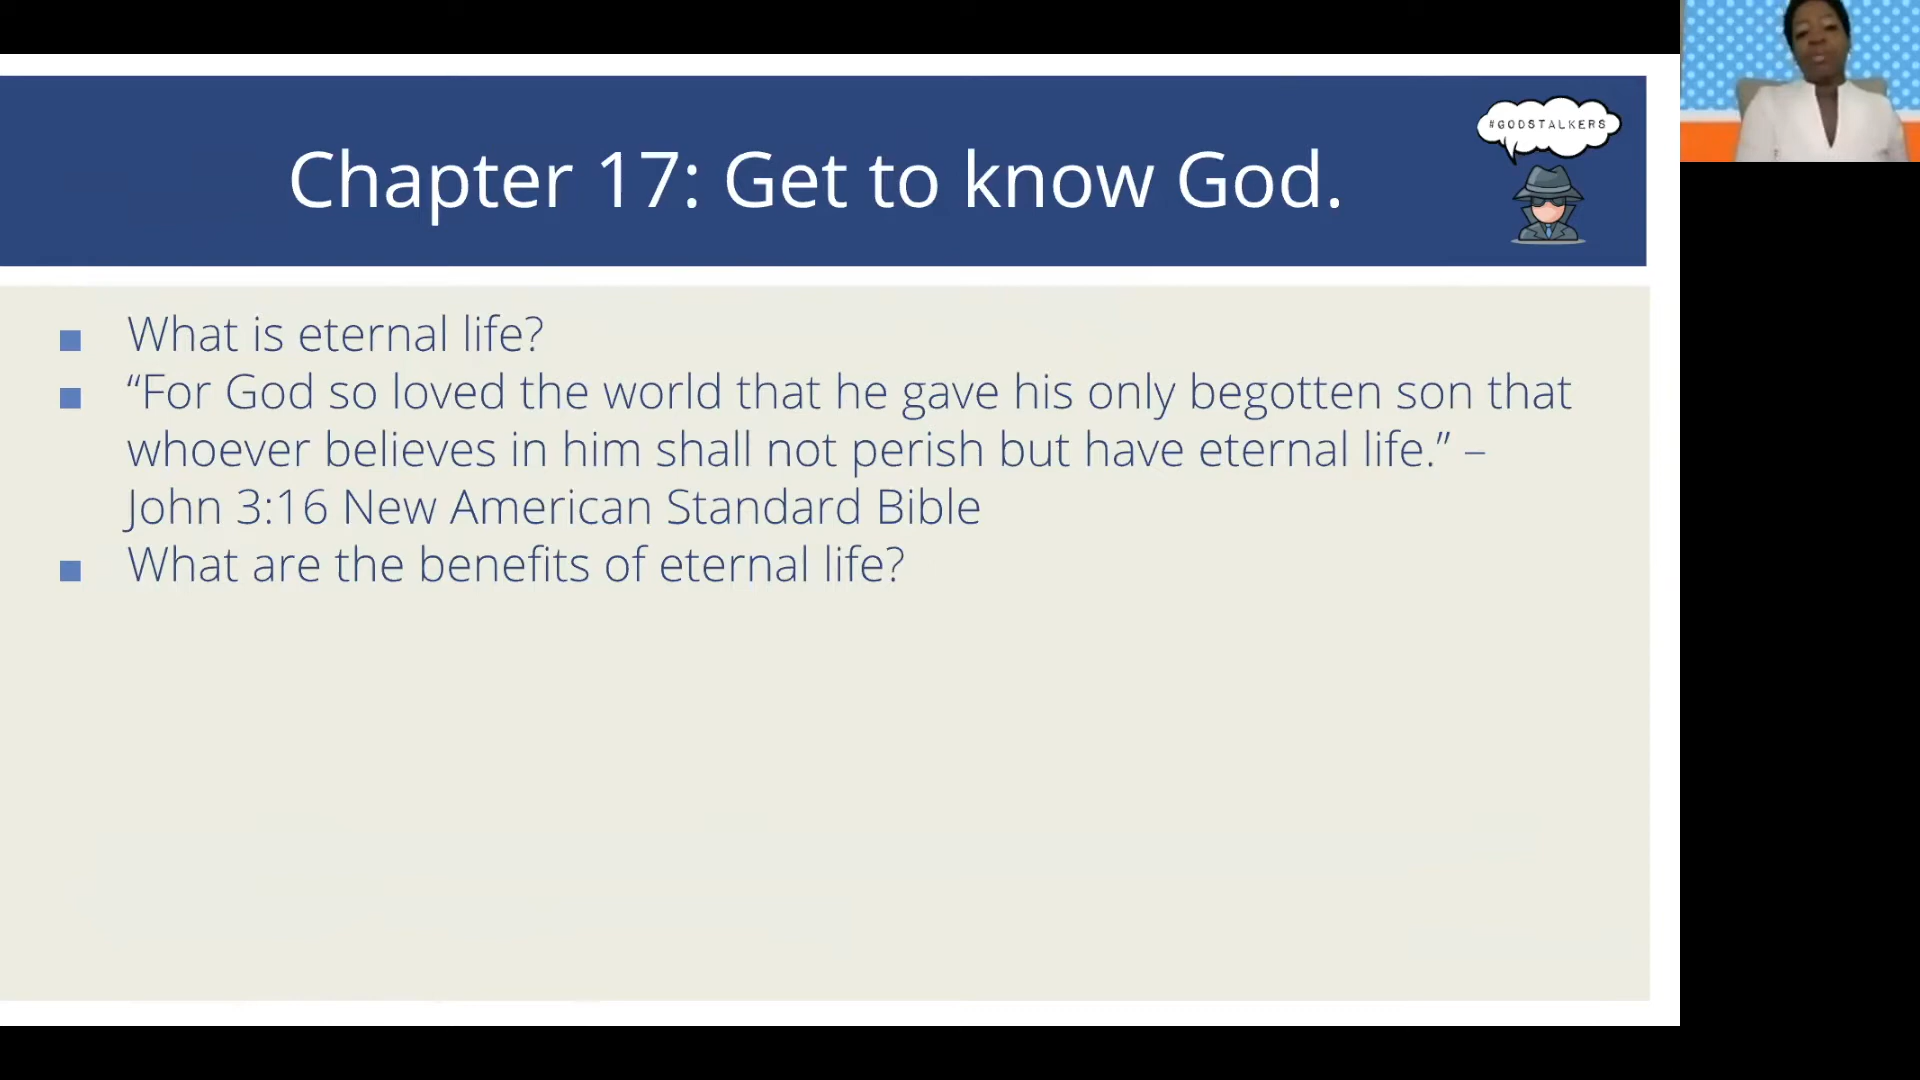 #GODSTALKERS
Chapter 17: Get to know God.
What is eternal life?
“For God so loved the world that he gave his only begotten son that
whoever believes in him shall not perish but have eternal life.” –
John 3:16 New American Standard Bible
What are the benefits of eternal life?